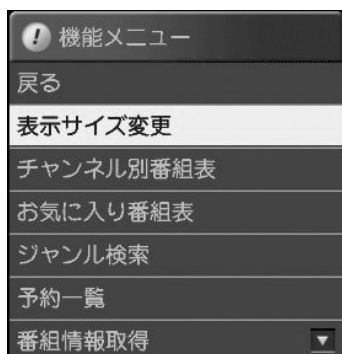 機能メニュー
戻る
表示サイズ変更
チャンネル別番組表
お気に入り番組表
ジャンル検索
予約一覧
番組情報取得